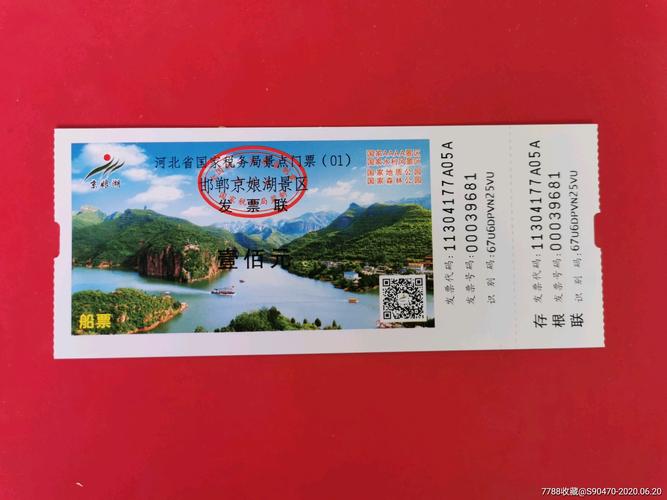 京娘湖
河北省国家税务局景点门票(01)
邯郸京娘湖景区
发票联
国家AAAA景区
国家水利风景区
国家地质公园
国家森林公园
壹佰元
船票
发票代码:11304177A05A
发票号码:00039681
识别码:6706DPVN25VU
存根联
发票代码:11304177A05A
发票号码:00039681
识别码:6706DPVN25VU
7788收藏@S90470-2020.06.20